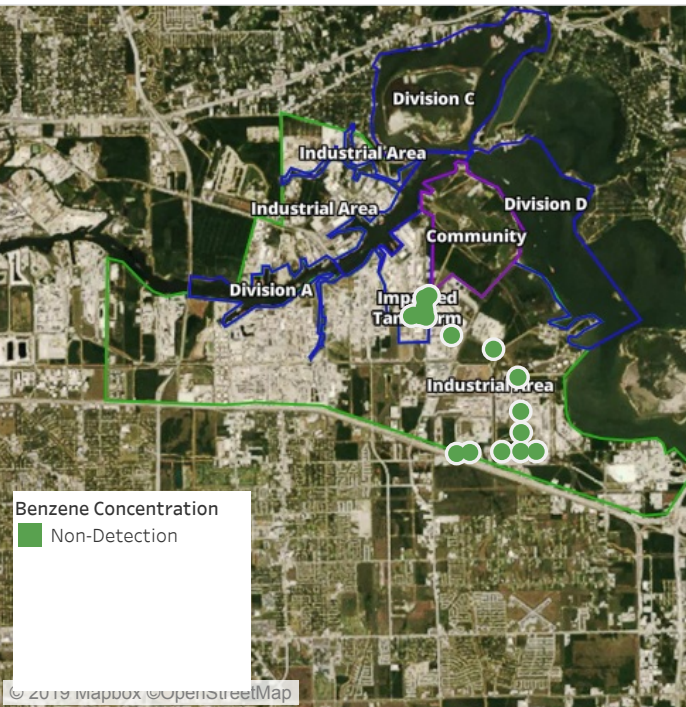 Division C
Industrial Area
Industrial Area
Division D
Community
Division A
Industrial Area
Benzene Concentration
Non-Detection
© 2019 Mapbox ©OpenStreetMap